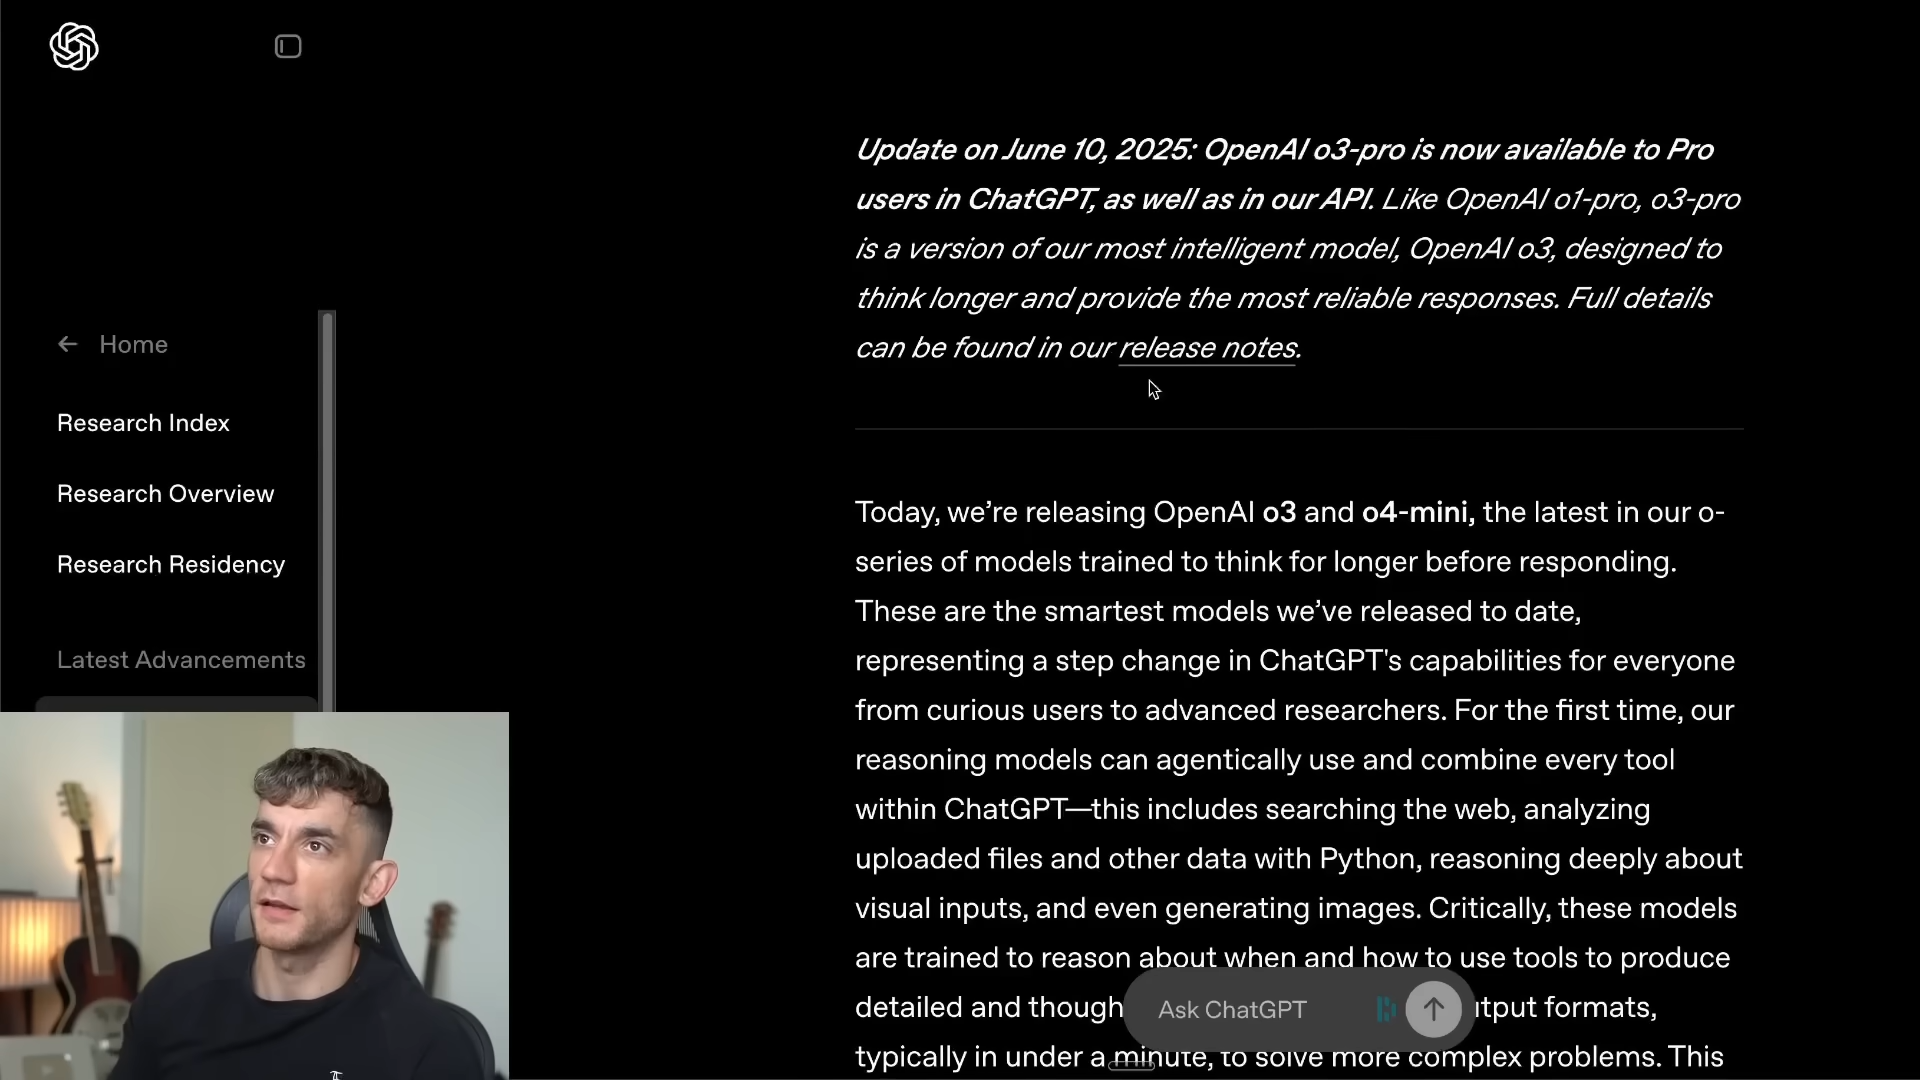 Update on June 10, 2025: OpenAI o3-pro is now available to Pro
users in ChatGPT, as well as in our API. Like OpenAI o1-pro, o3-pro
is a version of our most intelligent model, OpenAI o3, designed to
think longer and provide the most reliable responses. Full details
can be found in our release notes.
Home
Research Index
Research Overview
Research Residency
Latest Advancements
Today, we’re releasing OpenAI o3 and o4-mini, the latest in our o-
series of models trained to think for longer before responding.
These are the smartest models we’ve released to date,
representing a step change in ChatGPT's capabilities for everyone
from curious users to advanced researchers. For the first time, our
reasoning models can agentically use and combine every tool
within ChatGPT—this includes searching the web, analyzing
uploaded files and other data with Python, reasoning deeply about
visual inputs, and even generating images. Critically, these models
are trained to reason about when and how to use tools to produce
detailed and though
Ask ChatGPT
tput formats,
typically in under a minute, to solve more complex problems. This